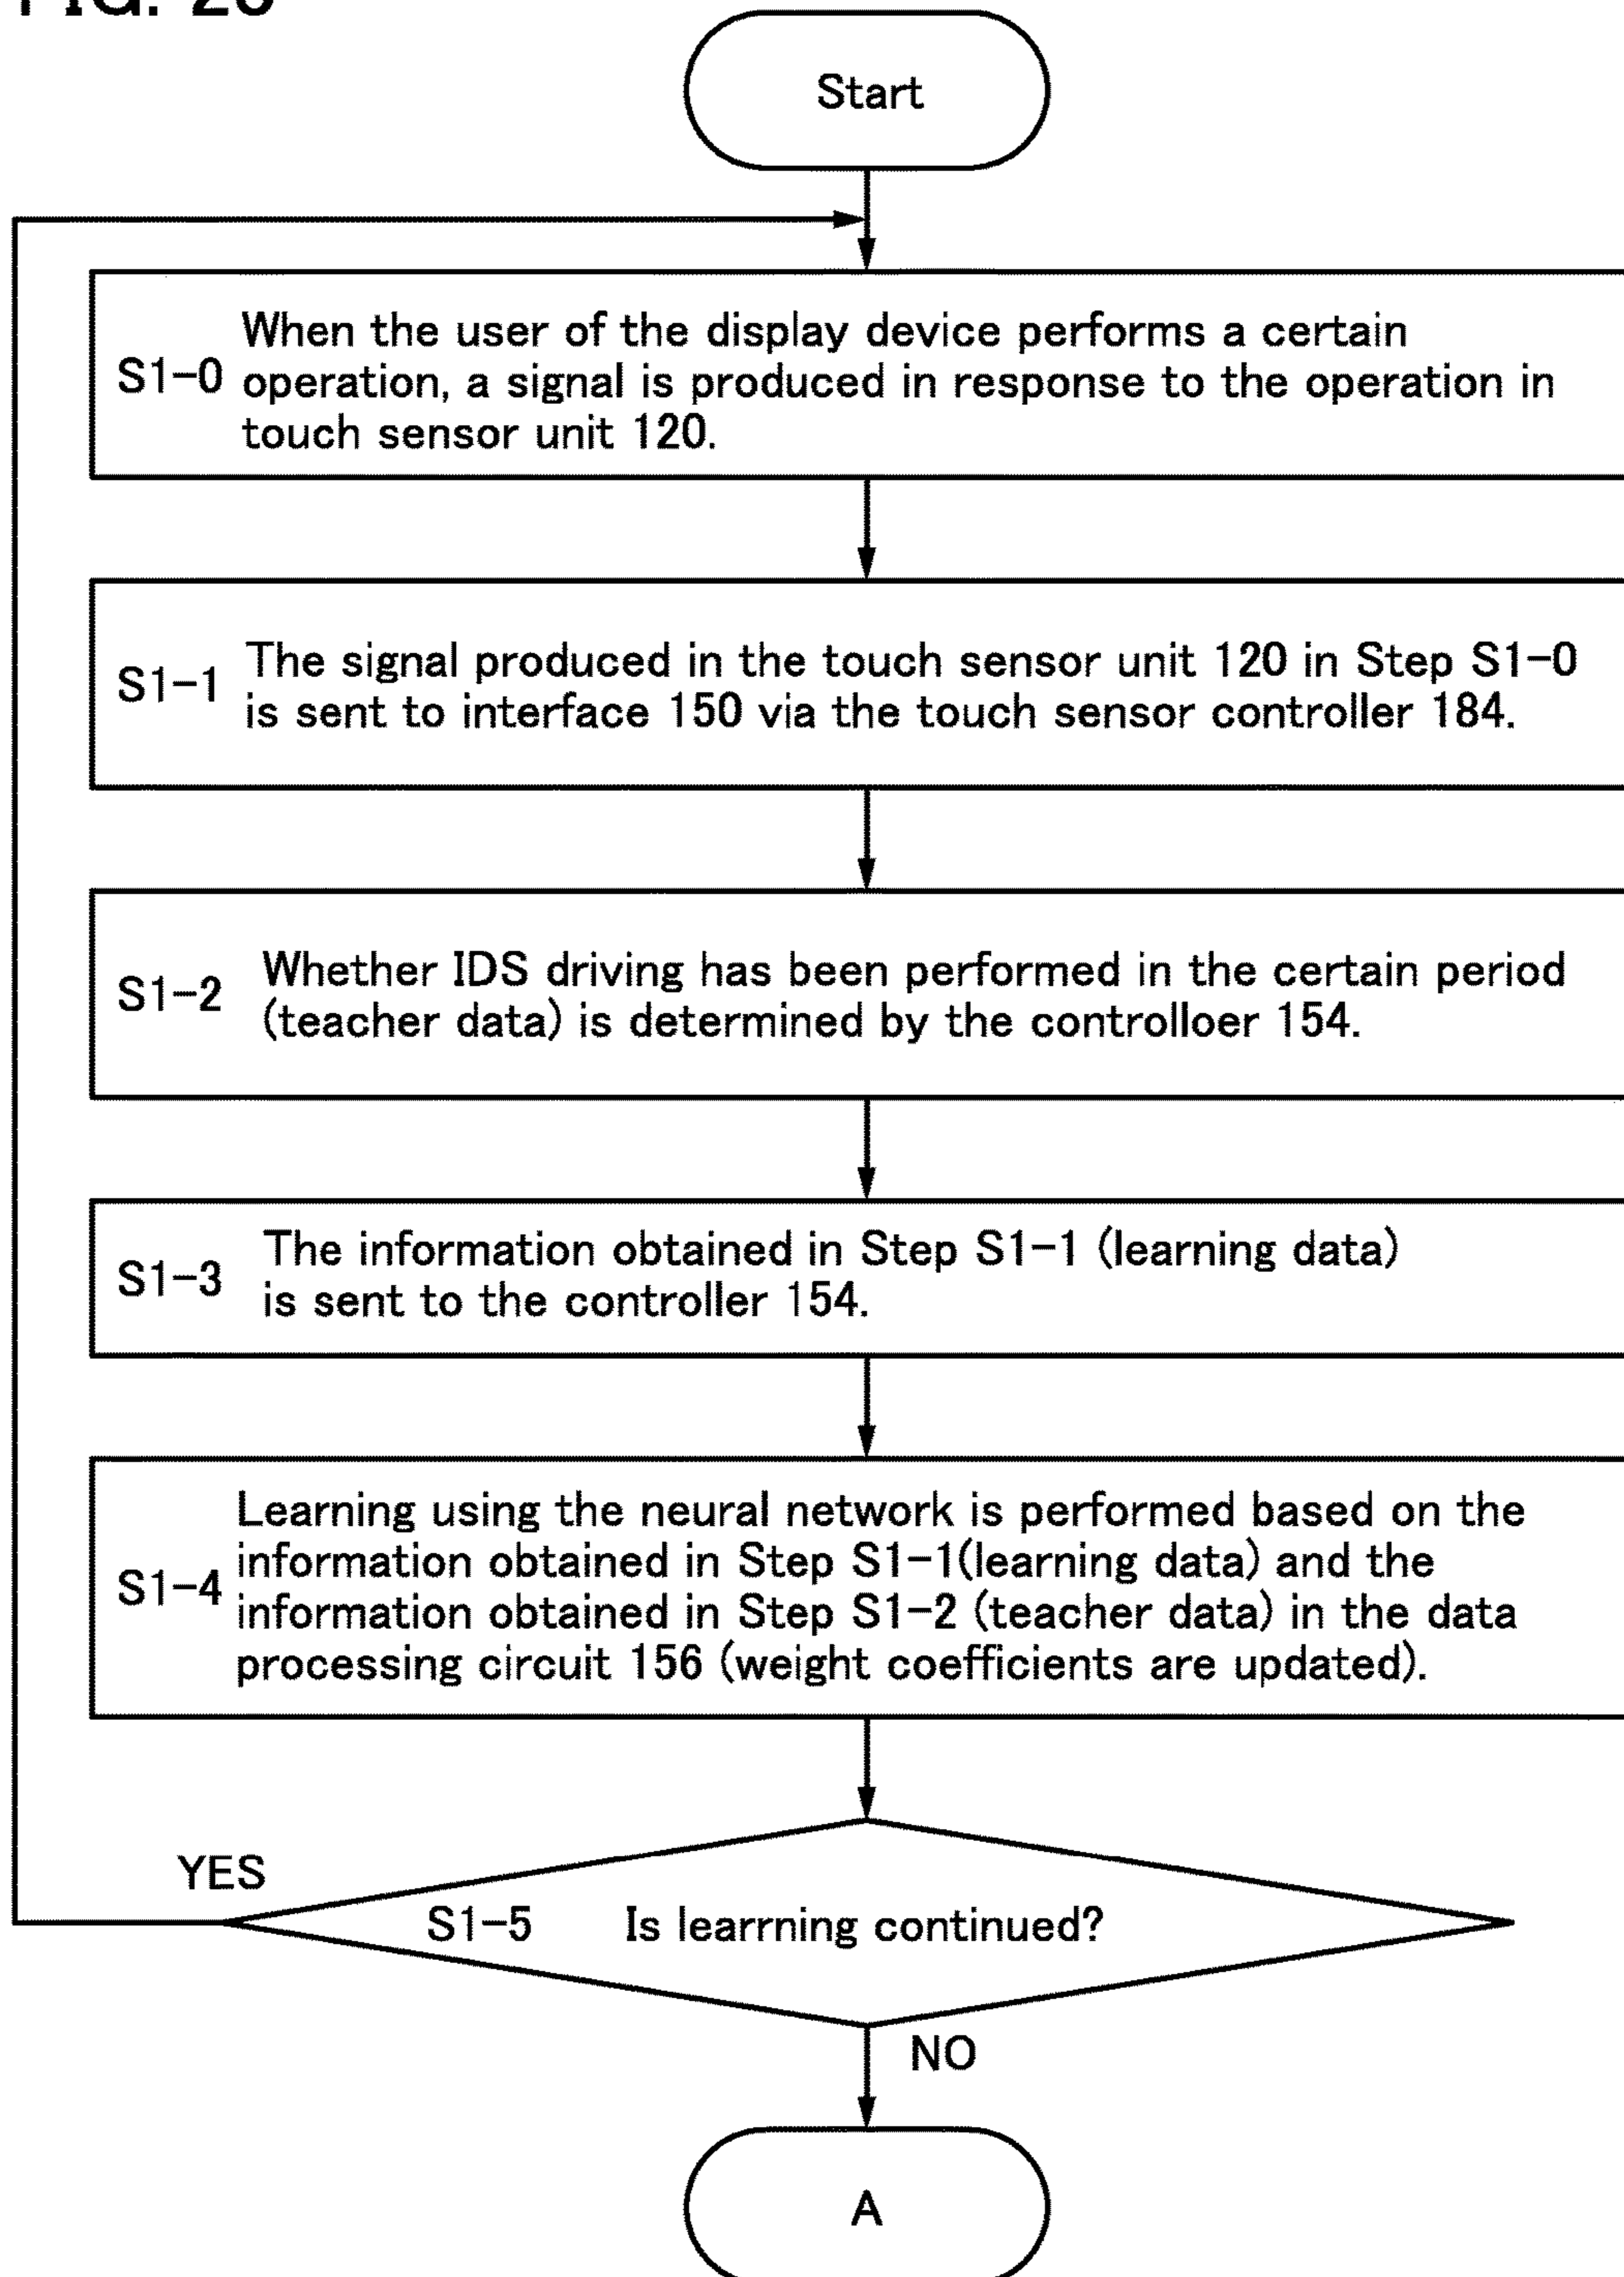 Start
When the user of the display device performs a certain
S1-0 operation, a signal is produced in response to the operation in
touch sensor unit 120.
S1-1 The signal produced in the touch sensor unit 120 in Step S1-0
is sent to interface 150 via the touch sensor controller 184.
S1-2 Whether IDS driving has been performed in the certain period
(teacher data) is determined by the controlloer 154.
S1-3 The information obtained in Step S1-1 (learning data)
is sent to the controller 154.
Learning using the neural network is performed based on the
information obtained in Step S1-1(learning data) and the
S1-4 information obtained in Step S1-2 (teacher data) in the data
processing circuit 156 (weight coefficients are updated).
YES
S1-5 Is learrning continued?
NO
A